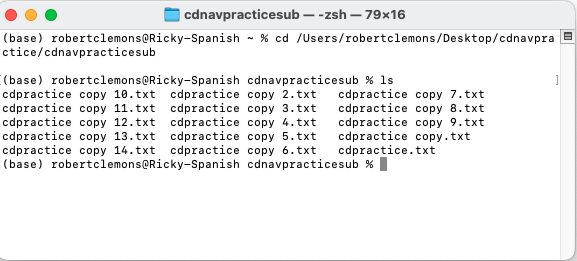 cdnavpracticesub — -zsh — 79×16
(base) robertclemons@Ricky-Spanish ~ % cd /Users/robertclemons/Desktop/cdnavpra
ctice/cdnavpracticesub
[(base) robertclemons@Ricky-Spanish cdnavpracticesub % ls ]
cdpractice copy 10.txt  cdpractice copy 2.txt   cdpractice copy 7.txt
cdpractice copy 11.txt  cdpractice copy 3.txt   cdpractice copy 8.txt
cdpractice copy 12.txt  cdpractice copy 4.txt   cdpractice copy 9.txt
cdpractice copy 13.txt  cdpractice copy 5.txt   cdpractice copy.txt
cdpractice copy 14.txt  cdpractice copy 6.txt   cdpractice.txt
(base) robertclemons@Ricky-Spanish cdnavpracticesub %